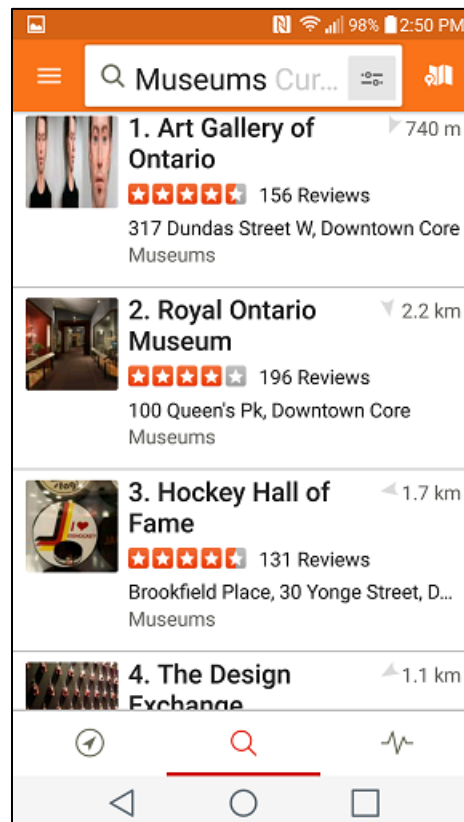 98% 2:50 PM
Museums Cur...
1. Art Gallery of 740 m
Ontario
156 Reviews
317 Dundas Street W, Downtown Core
Museums
2. Royal Ontario 2.2 km
Museum
196 Reviews
100 Queen's Pk, Downtown Core
Museums
3. Hockey Hall of 1.7 km
Fame
131 Reviews
Brookfield Place, 30 Yonge Street, D...
Museums
4. The Design 1.1 km
Exchange